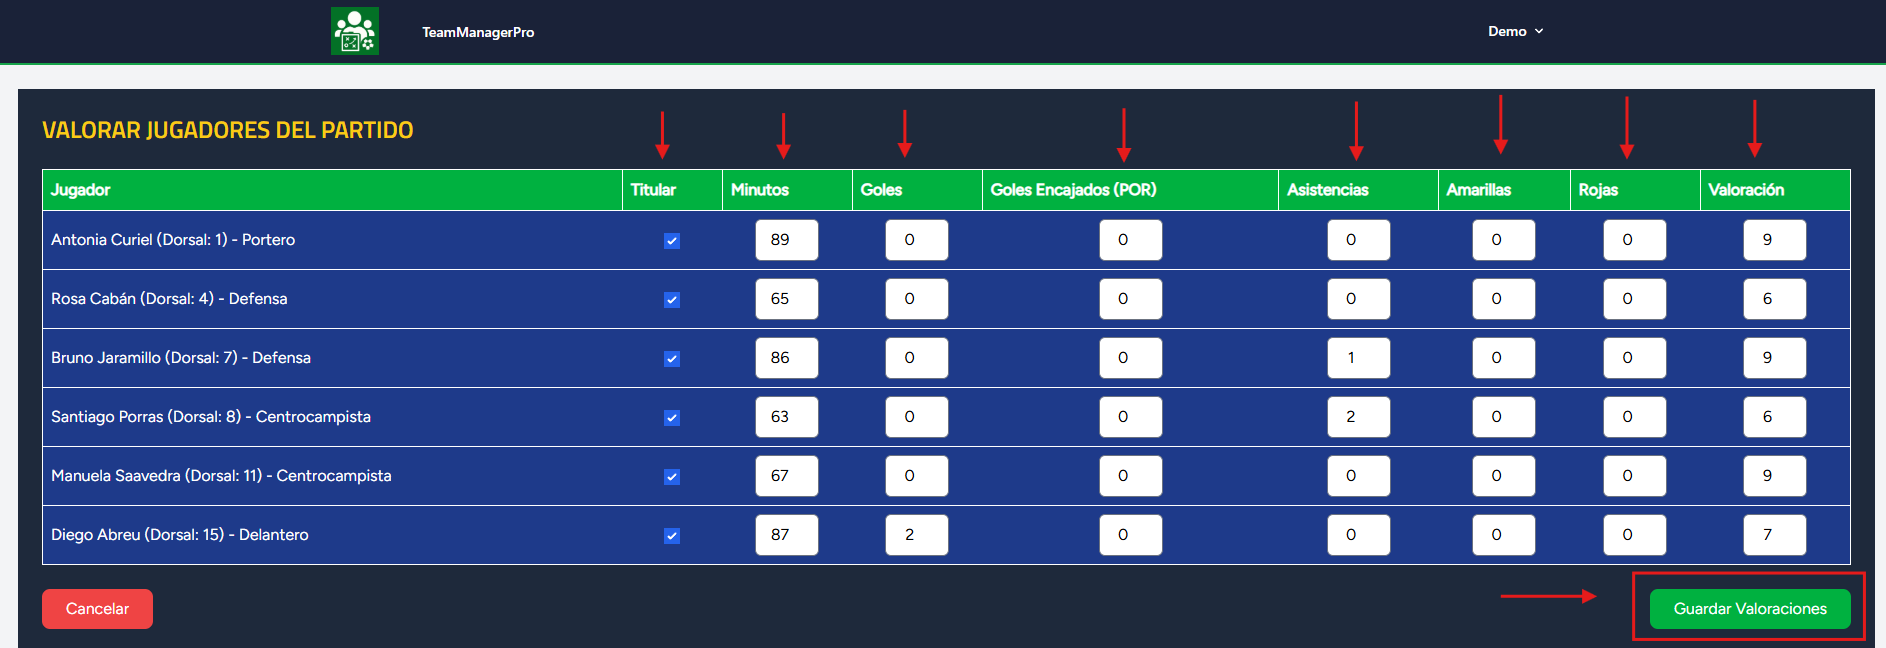 TeamManagerPro Demo
VALORAR JUGADORES DEL PARTIDO
Jugador Titular Minutos Goles Goles Encajados (POR) Asistencias Amarillas Rojas Valoración
Antonia Curiel (Dorsal: 1) - Portero 89 0 0 0 0 0 9
Rosa Cabán (Dorsal: 4) - Defensa 65 0 0 0 0 0 6
Bruno Jaramillo (Dorsal: 7) - Defensa 86 0 0 1 0 0 9
Santiago Porras (Dorsal: 8) - Centrocampista 63 0 0 2 0 0 6
Manuela Saavedra (Dorsal: 11) - Centrocampista 67 0 0 0 0 0 9
Diego Abreu (Dorsal: 15) - Delantero 87 2 0 0 0 0 7
Cancelar Guardar Valoraciones